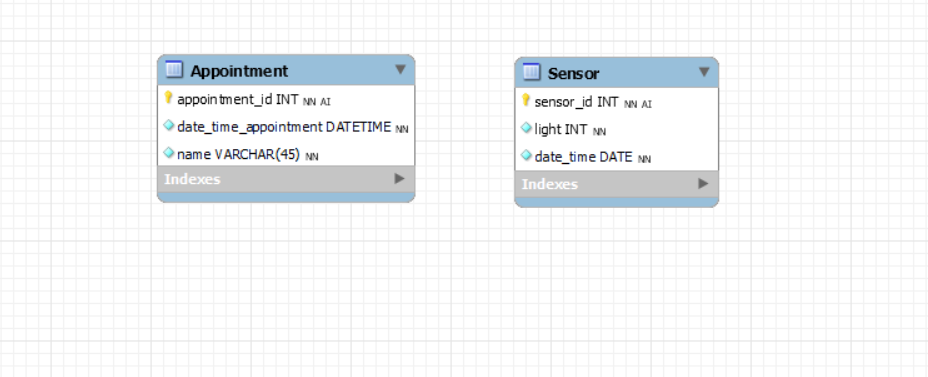 Appointment
appointment_id INT NN AI
date_time_appointment DATETIME NN
name VARCHAR(45) NN
Indexes
Sensor
sensor_id INT NN AI
light INT NN
date_time DATE NN
Indexes